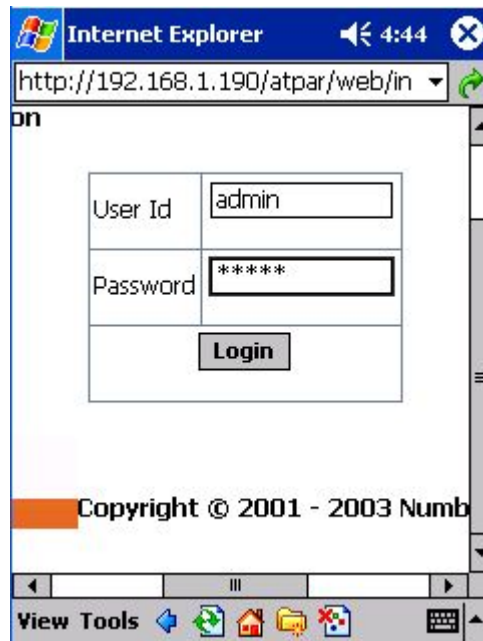 Internet Explorer 4:44
http://192.168.1.190/atpar/web/in
on
User Id admin
Password *****
Login
Copyright © 2001 - 2003 Numb
View Tools